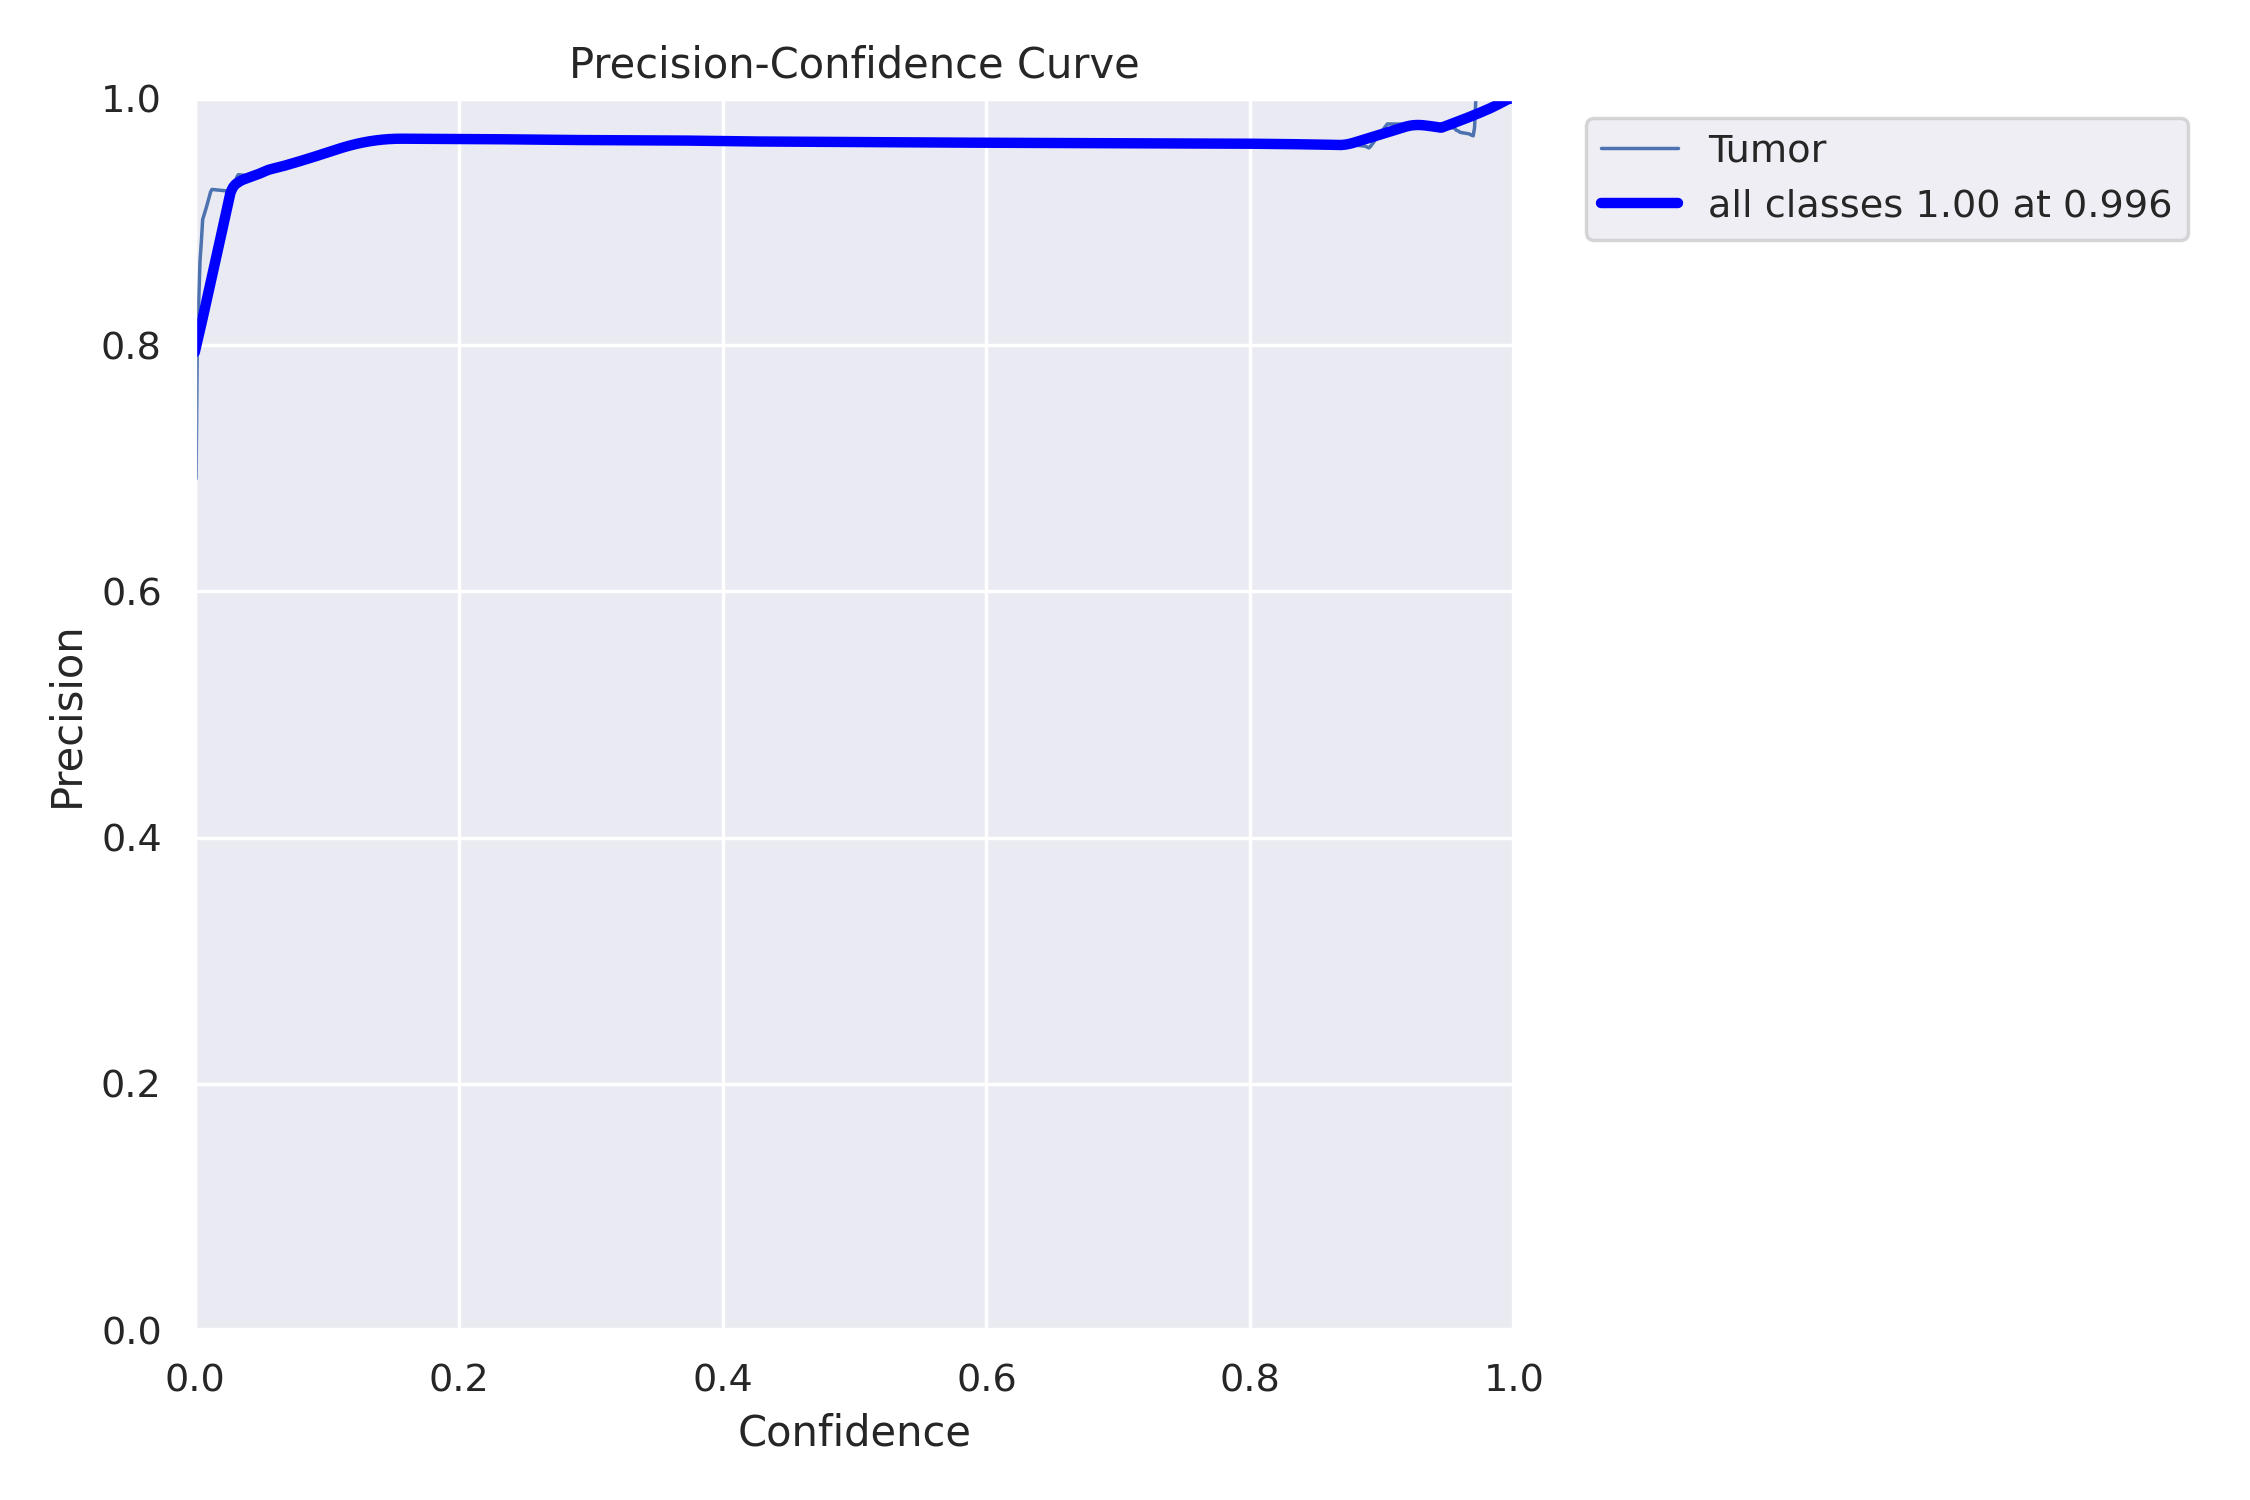 Precision-Confidence Curve
1.0
0.8
0.6
0.4
0.2
0.0
Precision
0.0 0.2 0.4 0.6 0.8 1.0
Confidence
Tumor
all classes 1.00 at 0.996